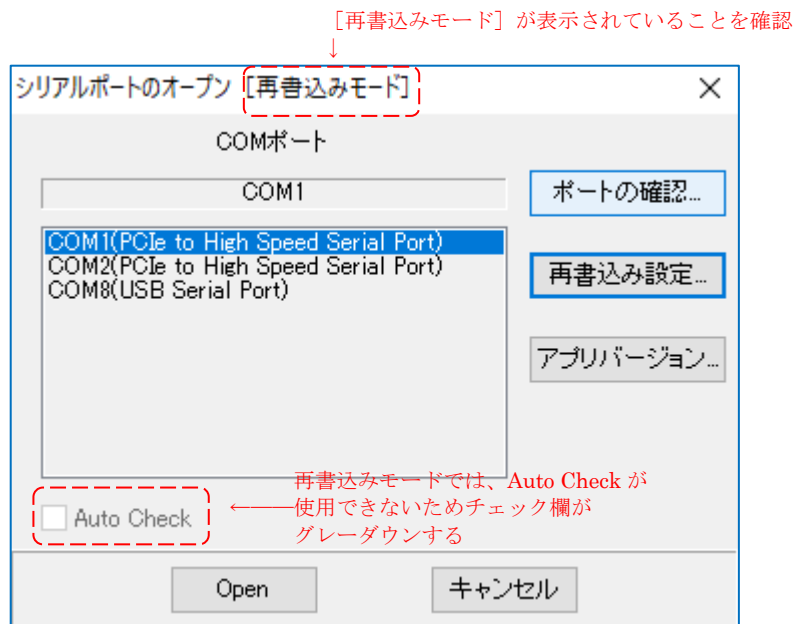 ［再書込みモード］が表示されていることを確認
↓
シリアルポートのオープン [再書込みモード]
COMポート
COM1
ポートの確認...
COM1(PCIe to High Speed Serial Port)
COM2(PCIe to High Speed Serial Port)
COM8(USB Serial Port)
再書込み設定...
アプリバージョン...
再書込みモードでは、Auto Check が
←――使用できないためチェック欄が
グレーダウンする
Auto Check
Open
キャンセル